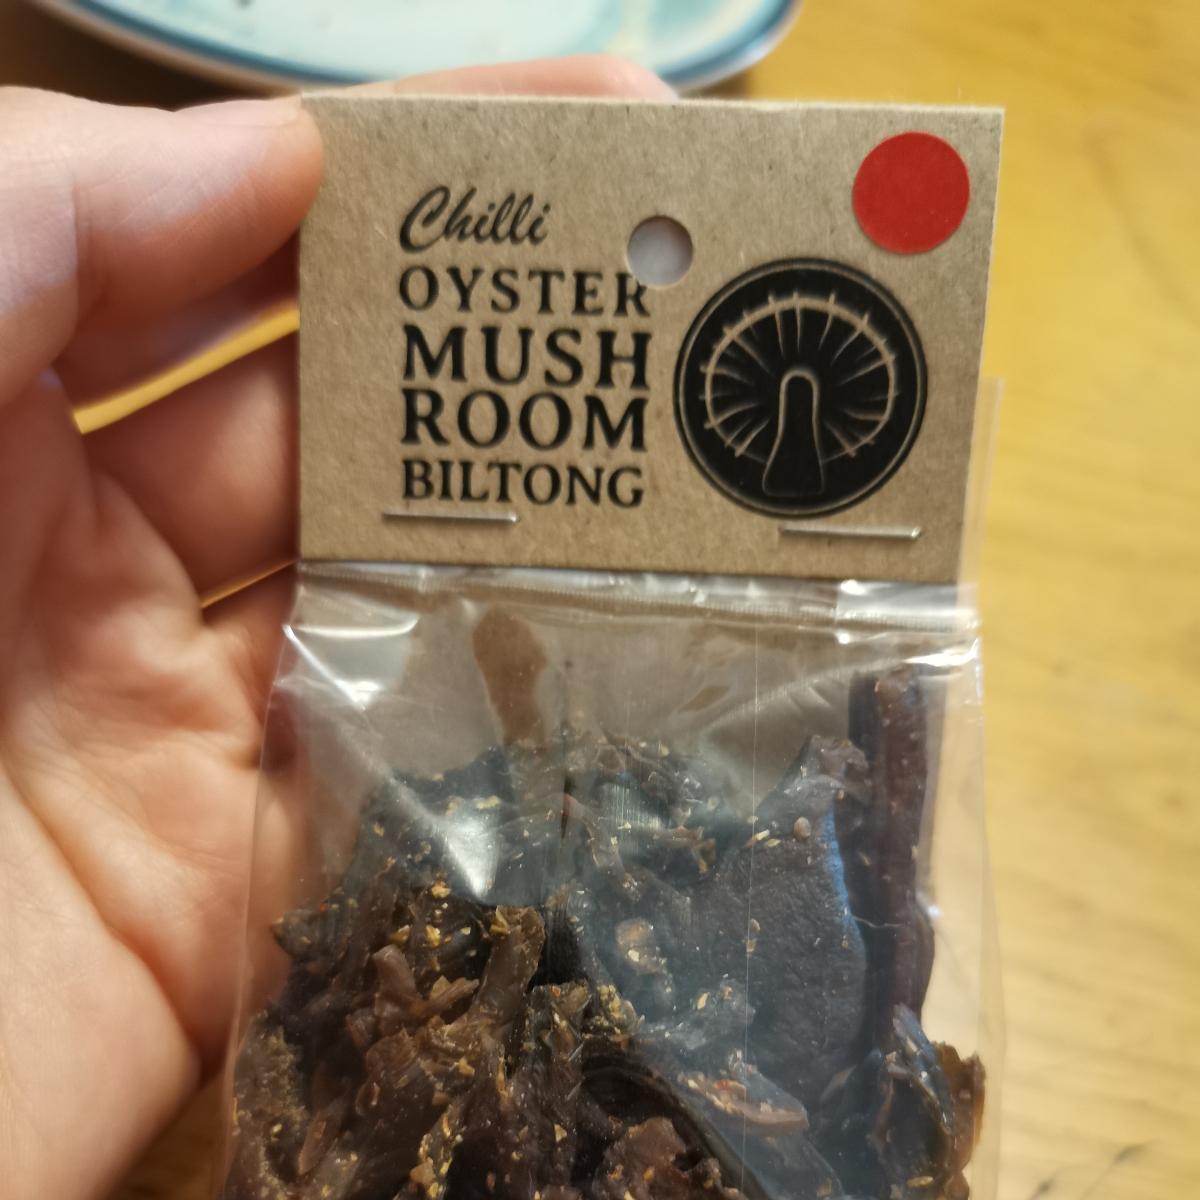 Chilli
OYSTER
MUSH
ROOM
BILTONG